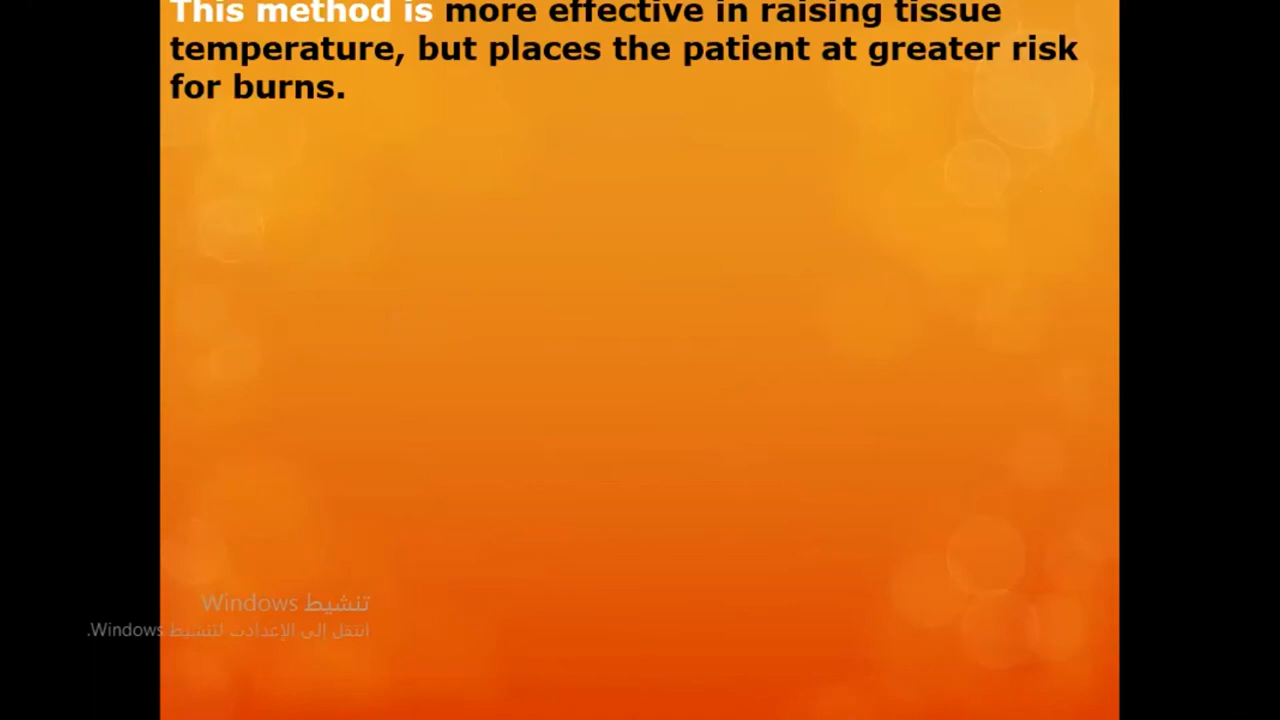 This method is more effective in raising tissue
temperature, but places the patient at greater risk
for burns.
تنشيط Windows
انتقل إلى الإعدادات لتنشيط Windows.